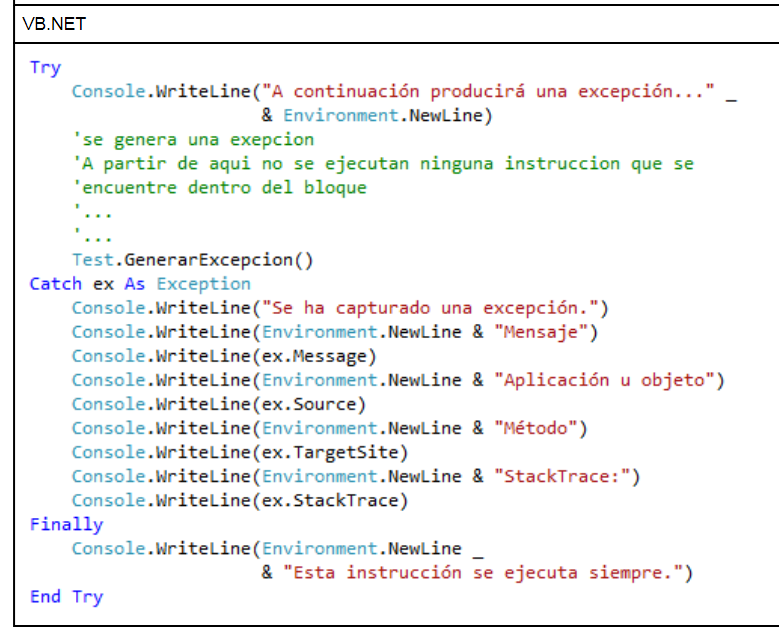 VB.NET
Try
    Console.WriteLine("A continuación producirá una excepción..." _
                      & Environment.NewLine)
    'se genera una exepcion
    'A partir de aqui no se ejecutan ninguna instruccion que se
    'encuentre dentro del bloque
    '...
    '...
    Test.GenerarExcepcion()
Catch ex As Exception
    Console.WriteLine("Se ha capturado una excepción.")
    Console.WriteLine(Environment.NewLine & "Mensaje")
    Console.WriteLine(ex.Message)
    Console.WriteLine(Environment.NewLine & "Aplicación u objeto")
    Console.WriteLine(ex.Source)
    Console.WriteLine(Environment.NewLine & "Método")
    Console.WriteLine(ex.TargetSite)
    Console.WriteLine(Environment.NewLine & "StackTrace:")
    Console.WriteLine(ex.StackTrace)
Finally
    Console.WriteLine(Environment.NewLine _
                      & "Esta instrucción se ejecuta siempre.")
End Try